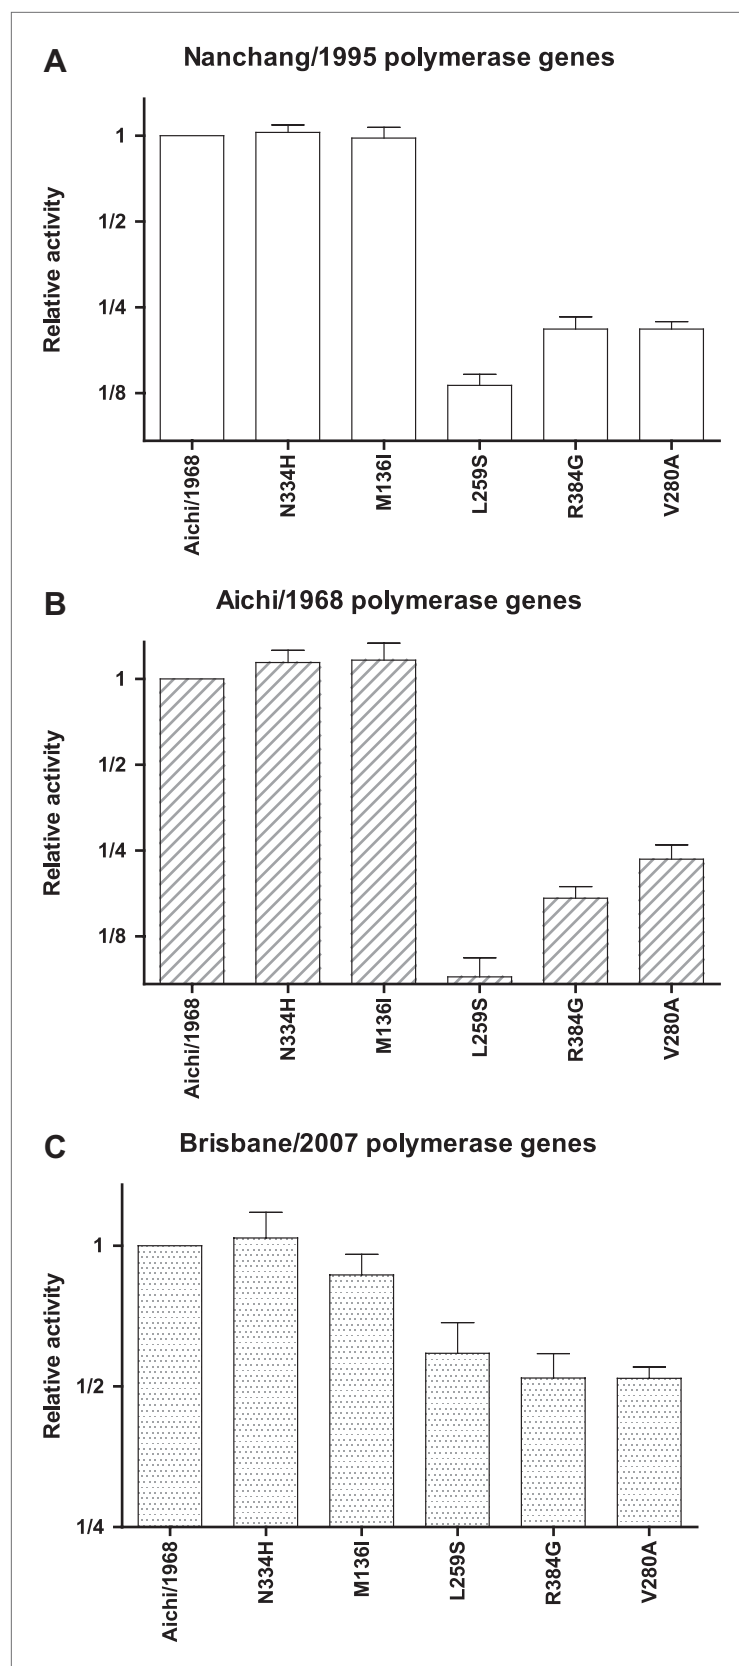 A
Nanchang/1995 polymerase genes
Relative activity
1
1/2
1/4
1/8
Aichi/1968
N334H
M136I
L259S
R384G
V280A
B
Aichi/1968 polymerase genes
Relative activity
1
1/2
1/4
1/8
Aichi/1968
N334H
M136I
L259S
R384G
V280A
C
Brisbane/2007 polymerase genes
Relative activity
1
1/2
1/4
Aichi/1968
N334H
M136I
L259S
R384G
V280A